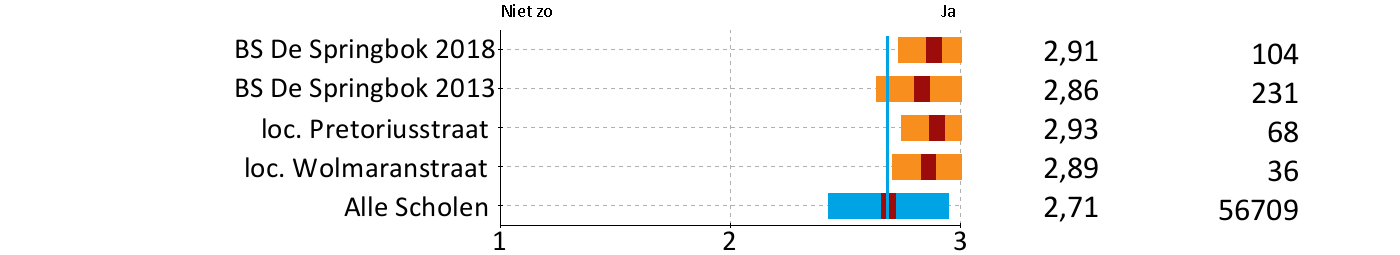 Niet zo Ja
BS De Springbok 2018 2,91 104
BS De Springbok 2013 2,86 231
loc. Pretoriusstraat 2,93 68
loc. Wolmaranstraat 2,89 36
Alle Scholen 2,71 56709
1 2 3